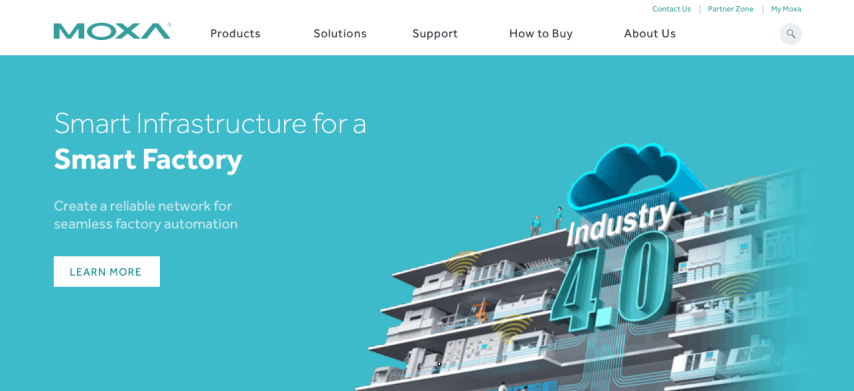 Contact Us | Partner Zone | My Moxa
MOXA®
Products Solutions Support How to Buy About Us
Smart Infrastructure for a
Smart Factory
Create a reliable network for
seamless factory automation
LEARN MORE
Industry
4.0